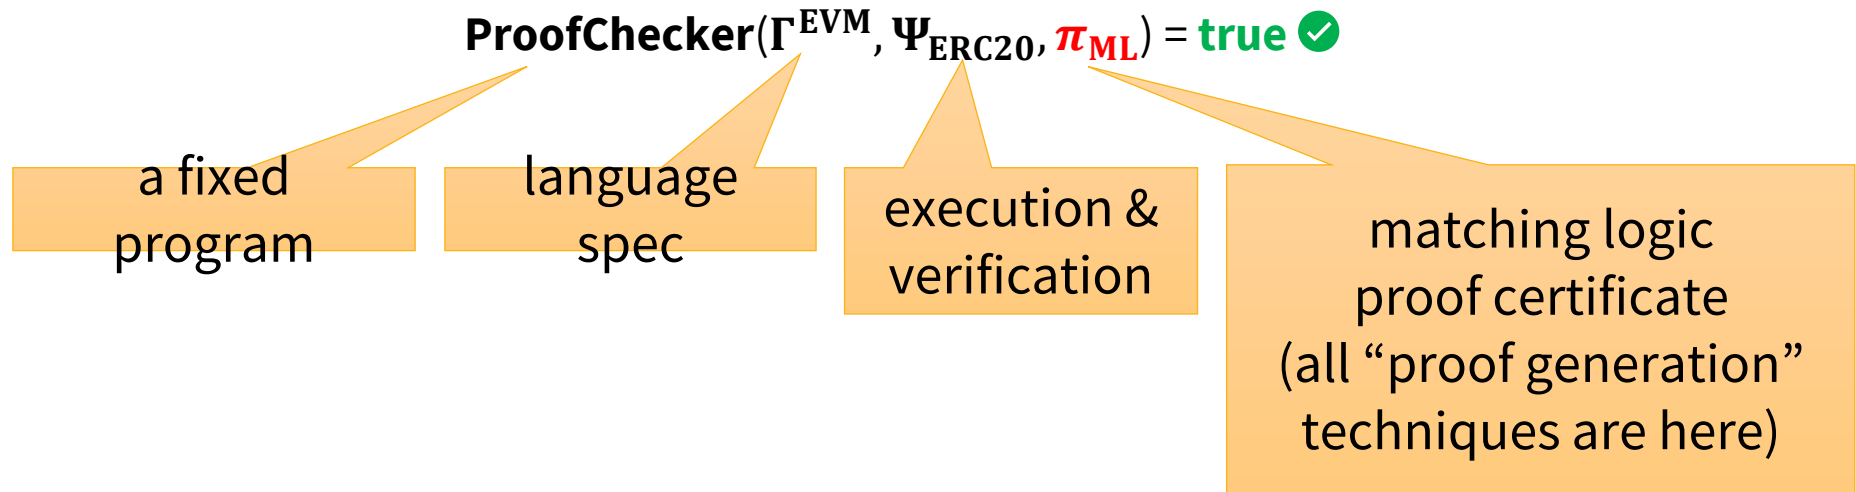 ProofChecker(Γ^EVM, Ψ_ERC20, π_ML) = true
a fixed
program
language
spec
execution &
verification
matching logic
proof certificate
(all “proof generation”
techniques are here)